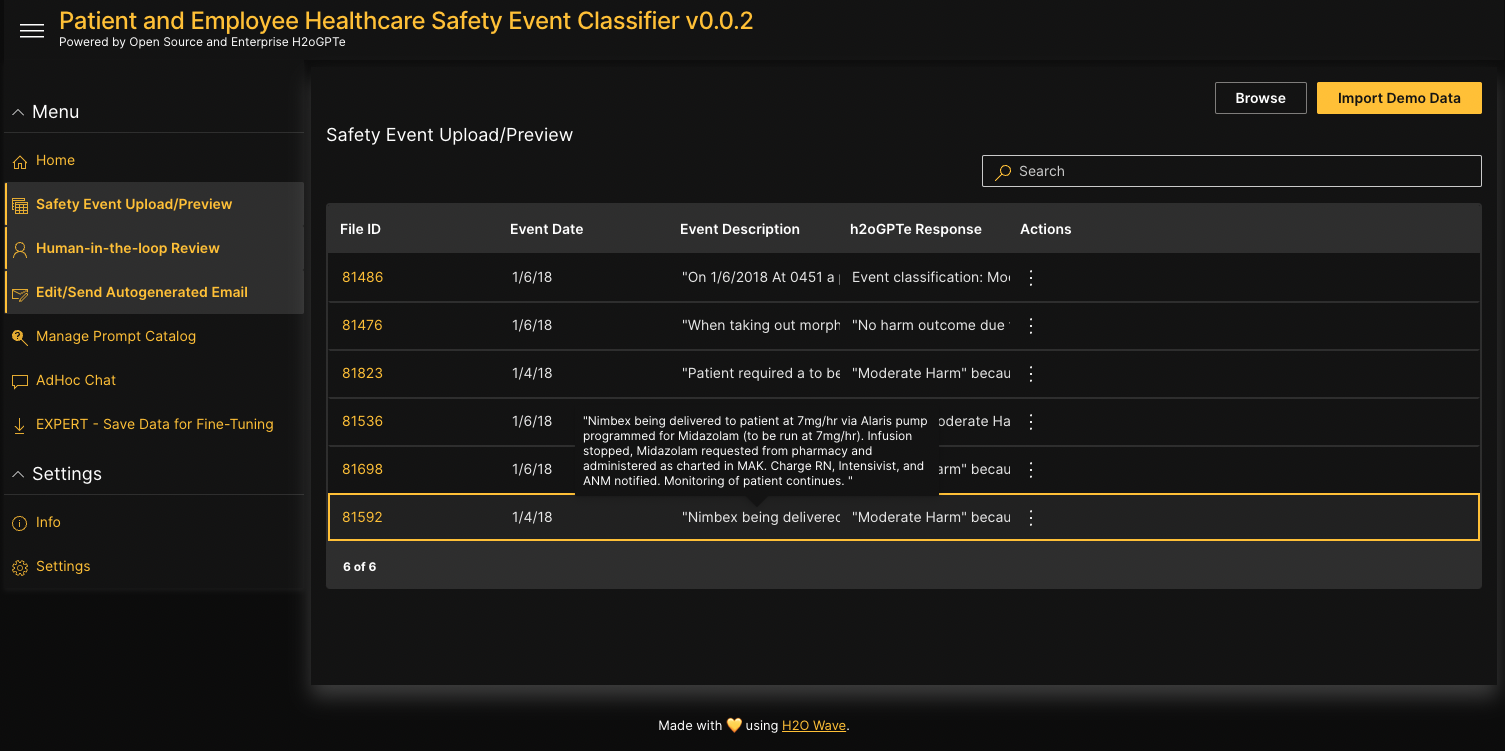 Patient and Employee Healthcare Safety Event Classifier v0.0.2
Powered by Open Source and Enterprise H2oGPTe
Menu
Home
Safety Event Upload/Preview
Human-in-the-loop Review
Edit/Send Autogenerated Email
Manage Prompt Catalog
AdHoc Chat
EXPERT - Save Data for Fine-Tuning
Settings
Info
Settings
Browse
Import Demo Data
Safety Event Upload/Preview
Search
File ID Event Date Event Description h2oGPTe Response Actions
81486 1/6/18 "On 1/6/2018 At 0451 a Event classification: Mo
81476 1/6/18 "When taking out morph "No harm outcome due
81823 1/4/18 "Patient required a to be "Moderate Harm" becau
81536 1/6/18 oderate Ha
81698 1/6/18 arm" becau
"Nimbex being delivered to patient at 7mg/hr via Alaris pump
programmed for Midazolam (to be run at 7mg/hr). Infusion
stopped, Midazolam requested from pharmacy and
administered as charted in MAK. Charge RN, Intensivist, and
ANM notified. Monitoring of patient continues. "
81592 1/4/18 "Nimbex being delivered "Moderate Harm" becau
6 of 6
Made with 💛 using H2O Wave.